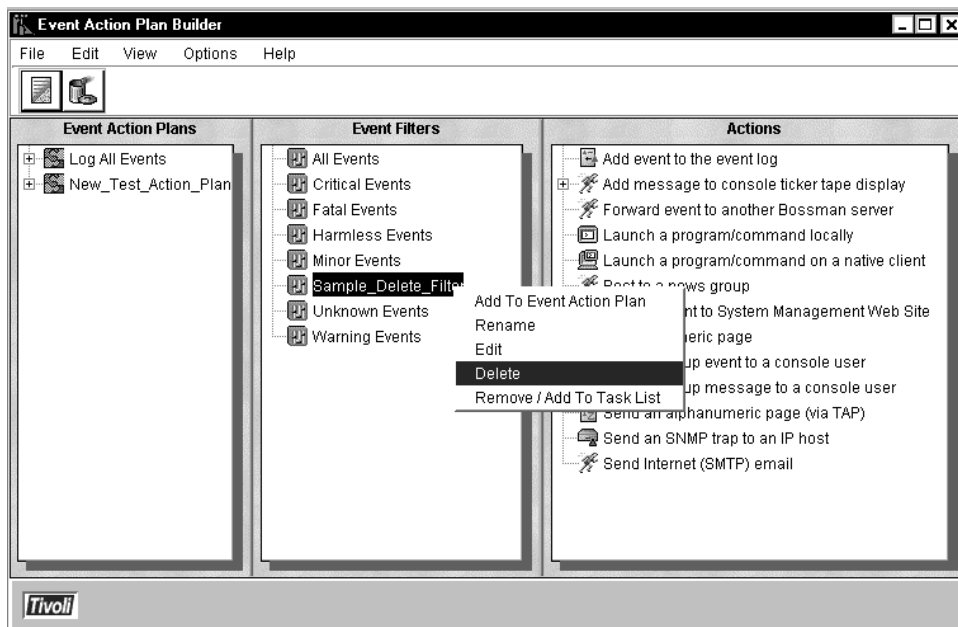 Event Action Plan Builder
File Edit View Options Help
Event Action Plans
Log All Events
New_Test_Action_Plan
Event Filters
All Events
Critical Events
Fatal Events
Harmless Events
Minor Events
Sample_Delete_Filter
Unknown Events
Warning Events
Add To Event Action Plan
Rename
Edit
Delete
Remove / Add To Task List
Actions
Add event to the event log
Add message to console ticker tape display
Forward event to another Bossman server
Launch a program/command locally
Launch a program/command on a native client
Post to a news group
nt to System Management Web Site
eric page
up event to a console user
up message to a console user
Send an alphanumeric page (via TAP)
Send an SNMP trap to an IP host
Send Internet (SMTP) email
Tivoli